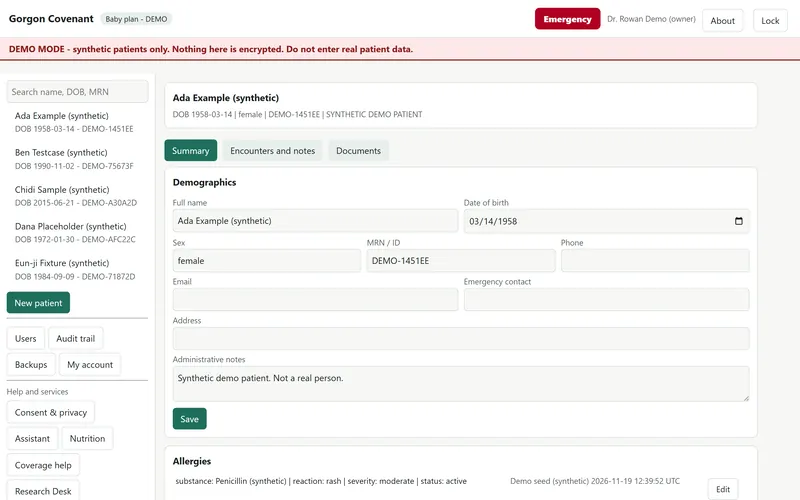 Gorgon Covenant Baby plan - DEMO Emergency Dr. Rowan Demo (owner) About Lock
DEMO MODE - synthetic patients only. Nothing here is encrypted. Do not enter real patient data.
Search name, DOB, MRN
Ada Example (synthetic)
DOB 1958-03-14 - DEMO-1451EE
Ben Testcase (synthetic)
DOB 1990-11-02 - DEMO-75673F
Chidi Sample (synthetic)
DOB 2015-06-21 - DEMO-A30A2D
Dana Placeholder (synthetic)
DOB 1972-01-30 - DEMO-AFC22C
Eun-ji Fixture (synthetic)
DOB 1984-09-09 - DEMO-71872D
New patient
Users Audit trail
Backups My account
Help and services
Consent & privacy
Assistant Nutrition
Coverage help
Research Desk
Ada Example (synthetic)
DOB 1958-03-14 | female | DEMO-1451EE | SYNTHETIC DEMO PATIENT
Summary Encounters and notes Documents
Demographics
Full name Date of birth
Ada Example (synthetic) 03/14/1958
Sex MRN / ID Phone
female DEMO-1451EE
Email Emergency contact
Address
Administrative notes
Synthetic demo patient. Not a real person.
Save
Allergies
substance: Penicillin (synthetic) | reaction: rash | severity: moderate | status: active Demo seed (synthetic) 2026-11-19 12:39:52 UTC Edit